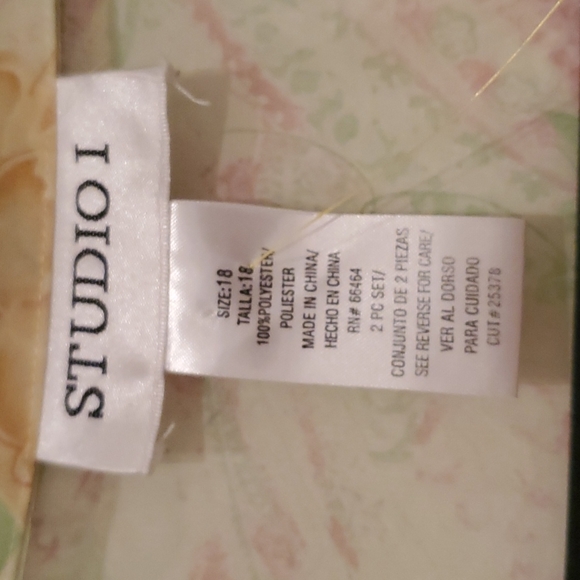 STUDIO I
SIZE:18
TALLA:18
100%POLYESTER/
POLIESTER
MADE IN CHINA/
HECHO EN CHINA
RN# 66464
2 PC SET/
CONJUNTO DE 2 PIEZAS
SEE REVERSE FOR CARE/
VER AL DORSO
PARA CUIDADO
CUT# 25378